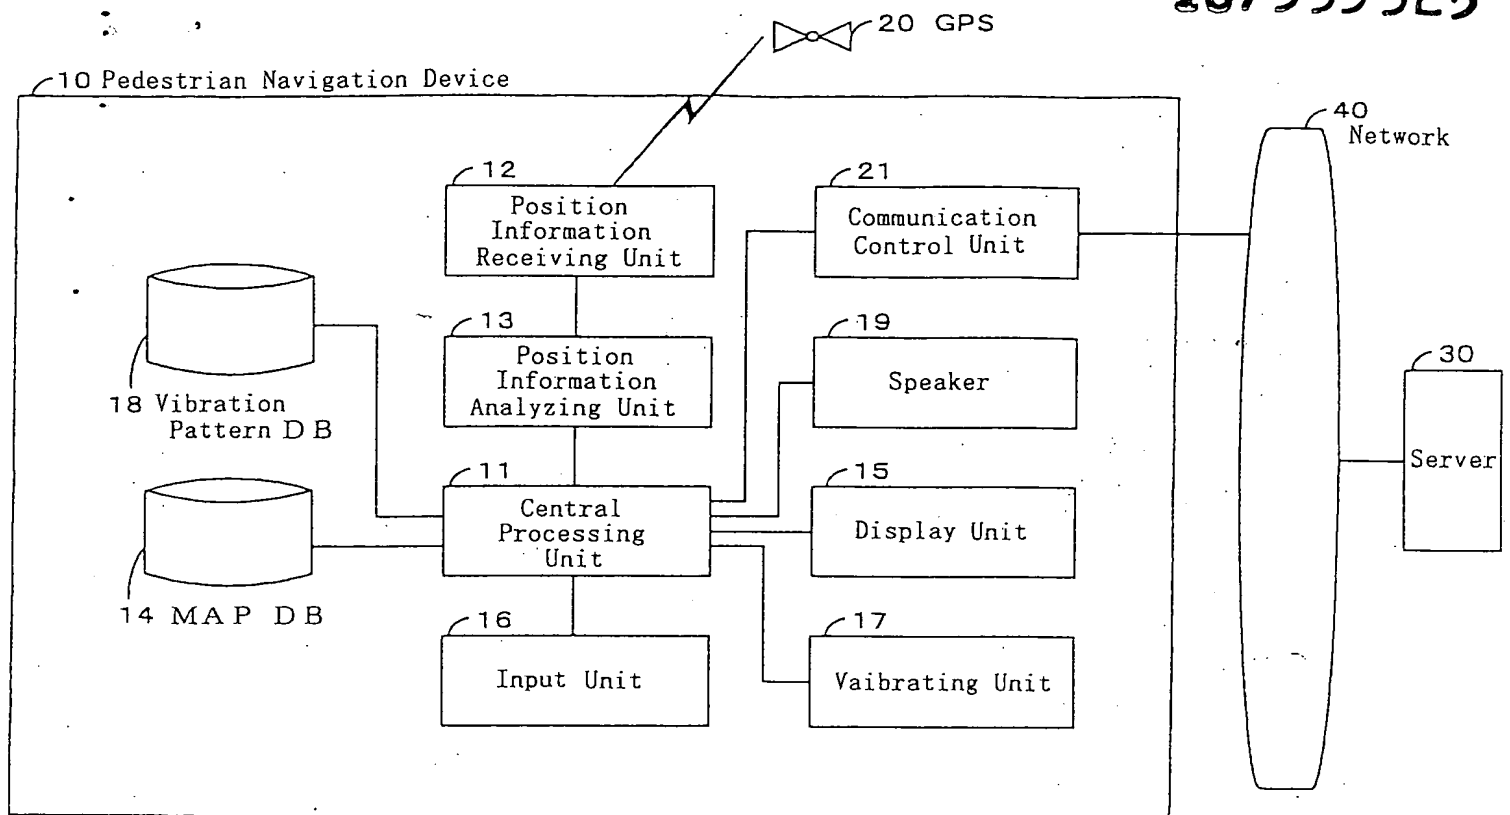 20 GPS
10 Pedestrian Navigation Device
40
Network
12
Position
Information
Receiving Unit
21
Communication
Control Unit
13
Position
Information
Analyzing Unit
19
Speaker
30
Server
18 Vibration
Pattern DB
11
Central
Processing
Unit
15
Display Unit
14 MAP DB
16
Input Unit
17
Vaibrating Unit